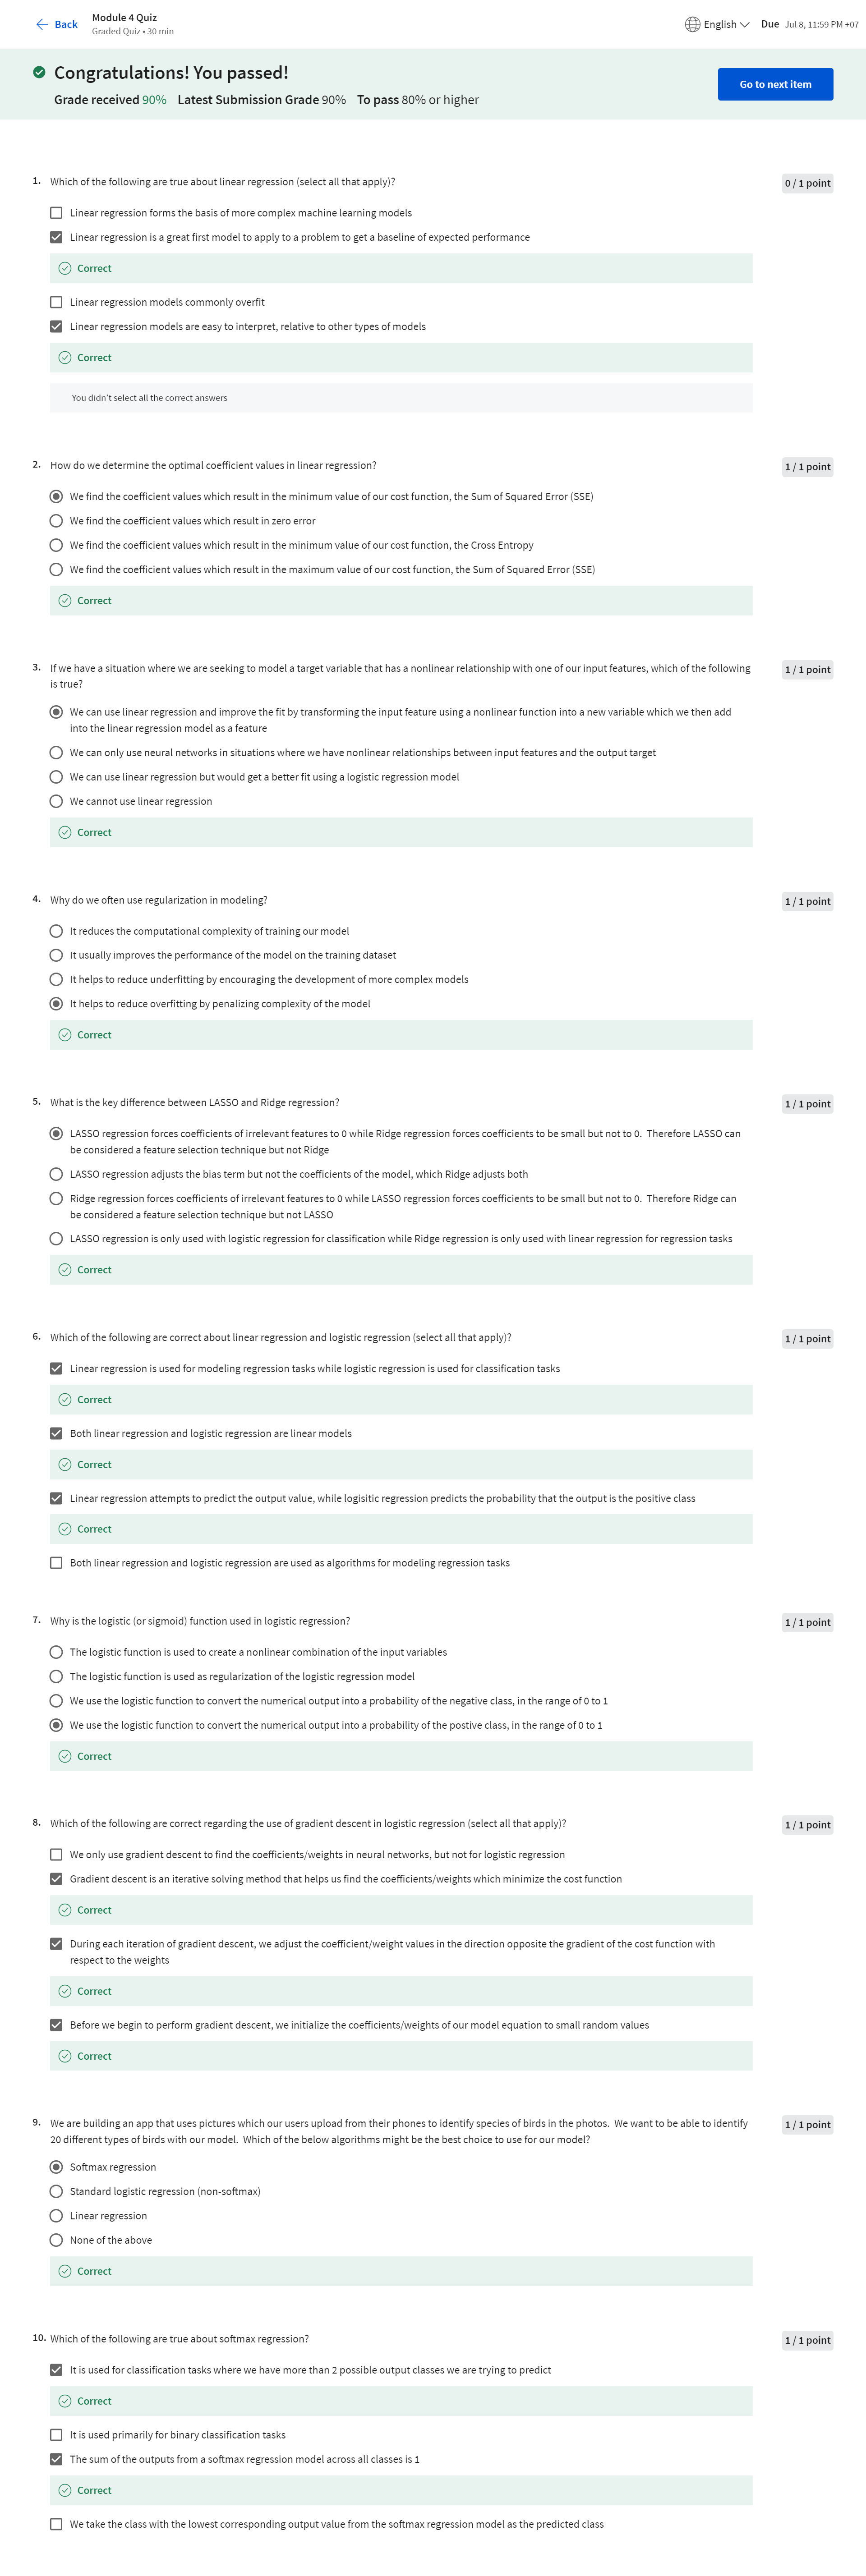 Back
Module 4 Quiz
Graded Quiz • 30 min
English
Due Jul 8, 11:59 PM +07
Congratulations! You passed!
Grade received 90% Latest Submission Grade 90% To pass 80% or higher
Go to next item
1. Which of the following are true about linear regression (select all that apply)?
0 / 1 point
Linear regression forms the basis of more complex machine learning models
Linear regression is a great first model to apply to a problem to get a baseline of expected performance
Correct
Linear regression models commonly overfit
Linear regression models are easy to interpret, relative to other types of models
Correct
You didn't select all the correct answers
2. How do we determine the optimal coefficient values in linear regression?
1 / 1 point
We find the coefficient values which result in the minimum value of our cost function, the Sum of Squared Error (SSE)
We find the coefficient values which result in zero error
We find the coefficient values which result in the minimum value of our cost function, the Cross Entropy
We find the coefficient values which result in the maximum value of our cost function, the Sum of Squared Error (SSE)
Correct
3. If we have a situation where we are seeking to model a target variable that has a nonlinear relationship with one of our input features, which of the following
is true?
1 / 1 point
We can use linear regression and improve the fit by transforming the input feature using a nonlinear function into a new variable which we then add
into the linear regression model as a feature
We can only use neural networks in situations where we have nonlinear relationships between input features and the output target
We can use linear regression but would get a better fit using a logistic regression model
We cannot use linear regression
Correct
4. Why do we often use regularization in modeling?
1 / 1 point
It reduces the computational complexity of training our model
It usually improves the performance of the model on the training dataset
It helps to reduce underfitting by encouraging the development of more complex models
It helps to reduce overfitting by penalizing complexity of the model
Correct
5. What is the key difference between LASSO and Ridge regression?
1 / 1 point
LASSO regression forces coefficients of irrelevant features to 0 while Ridge regression forces coefficients to be small but not to 0. Therefore LASSO can
be considered a feature selection technique but not Ridge
LASSO regression adjusts the bias term but not the coefficients of the model, which Ridge adjusts both
Ridge regression forces coefficients of irrelevant features to 0 while LASSO regression forces coefficients to be small but not to 0. Therefore Ridge can
be considered a feature selection technique but not LASSO
LASSO regression is only used with logistic regression for classification while Ridge regression is only used with linear regression for regression tasks
Correct
6. Which of the following are correct about linear regression and logistic regression (select all that apply)?
1 / 1 point
Linear regression is used for modeling regression tasks while logistic regression is used for classification tasks
Correct
Both linear regression and logistic regression are linear models
Correct
Linear regression attempts to predict the output value, while logisitic regression predicts the probability that the output is the positive class
Correct
Both linear regression and logistic regression are used as algorithms for modeling regression tasks
7. Why is the logistic (or sigmoid) function used in logistic regression?
1 / 1 point
The logistic function is used to create a nonlinear combination of the input variables
The logistic function is used as regularization of the logistic regression model
We use the logistic function to convert the numerical output into a probability of the negative class, in the range of 0 to 1
We use the logistic function to convert the numerical output into a probability of the postive class, in the range of 0 to 1
Correct
8. Which of the following are correct regarding the use of gradient descent in logistic regression (select all that apply)?
1 / 1 point
We only use gradient descent to find the coefficients/weights in neural networks, but not for logistic regression
Gradient descent is an iterative solving method that helps us find the coefficients/weights which minimize the cost function
Correct
During each iteration of gradient descent, we adjust the coefficient/weight values in the direction opposite the gradient of the cost function with
respect to the weights
Correct
Before we begin to perform gradient descent, we initialize the coefficients/weights of our model equation to small random values
Correct
9. We are building an app that uses pictures which our users upload from their phones to identify species of birds in the photos. We want to be able to identify
20 different types of birds with our model. Which of the below algorithms might be the best choice to use for our model?
1 / 1 point
Softmax regression
Standard logistic regression (non-softmax)
Linear regression
None of the above
Correct
10. Which of the following are true about softmax regression?
1 / 1 point
It is used for classification tasks where we have more than 2 possible output classes we are trying to predict
Correct
It is used primarily for binary classification tasks
The sum of the outputs from a softmax regression model across all classes is 1
Correct
We take the class with the lowest corresponding output value from the softmax regression model as the predicted class